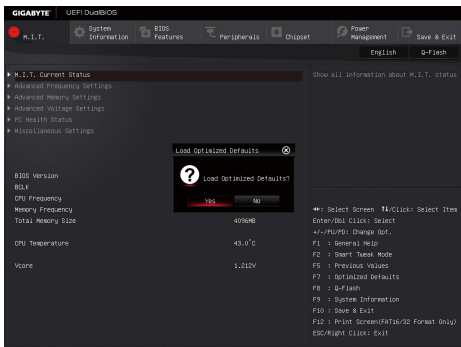 GIGABYTE™ UEFI DualBIOS
M.I.T.
System Information
BIOS Features
Peripherals
Chipset
Power Management
Save & Exit
English
Q-Flash
M.I.T. Current Status
Advanced Frequency Settings
Advanced Memory Settings
Advanced Voltage Settings
PC Health Status
Miscellaneous Settings
Show all information about M.I.T. status
Load Optimized Defaults
Load Optimized Defaults?
Yes No
BIOS Version
BCLK
CPU Frequency
Memory Frequency
Total Memory Size 4096MB
CPU Temperature 43.0°C
Vcore 1.212V
→←: Select Screen ↑↓/Click: Select Item
Enter/Dbl Click: Select
+/-/PU/PD: Change Opt.
F1 : General Help
F2 : Smart Tweak Mode
F5 : Previous Values
F7 : Optimized Defaults
F8 : Q-Flash
F9 : System Information
F10 : Save & Exit
F12 : Print Screen(FAT16/32 Format Only)
ESC/Right Click: Exit